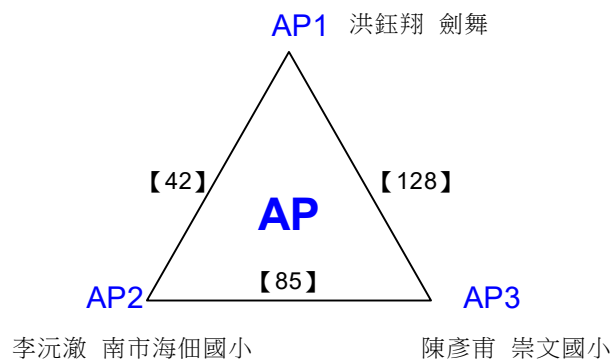 AP1 洪鈺翔 劍舞
【42】
【128】
AP
【85】
AP2
AP3
李沅澈 南市海佃國小
陳彥甫 崇文國小